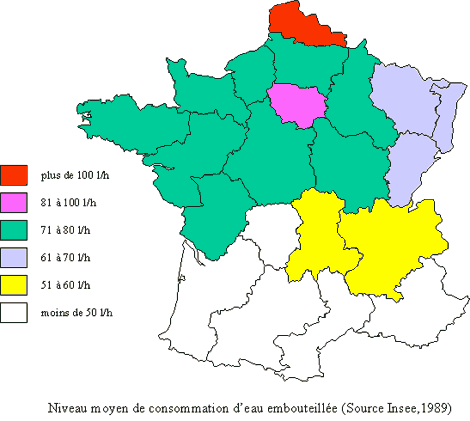 plus de 100 l/h
81 à 100 l/h
71 à 80 l/h
61 à 70 l/h
51 à 60 l/h
moins de 50 l/h
Niveau moyen de consommation d'eau embouteillée (Source Insee,1989)